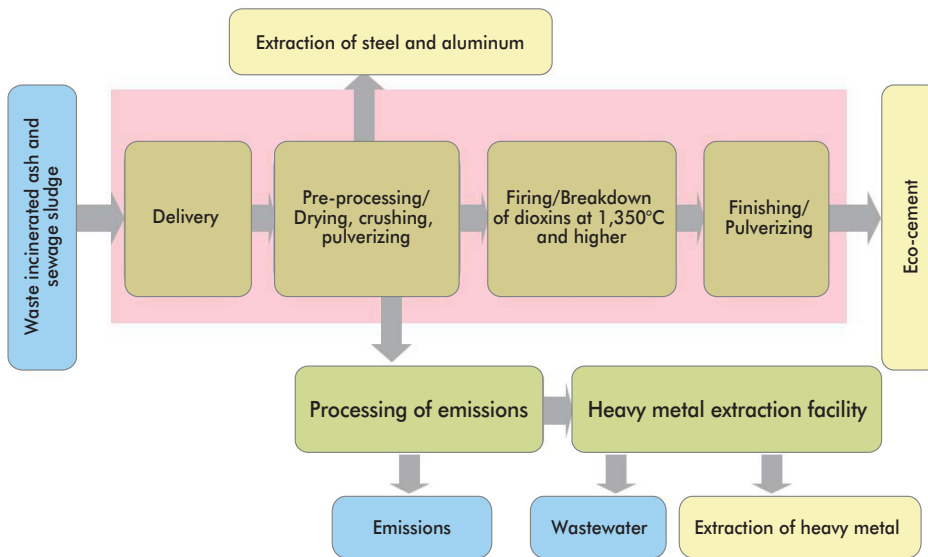 Extraction of steel and aluminum
Waste incinerated ash and
sewage sludge
Delivery
Pre-processing/
Drying, crushing,
pulverizing
Firing/Breakdown
of dioxins at 1,350°C
and higher
Finishing/
Pulverizing
Eco-cement
Processing of emissions
Heavy metal extraction facility
Emissions
Wastewater
Extraction of heavy metal